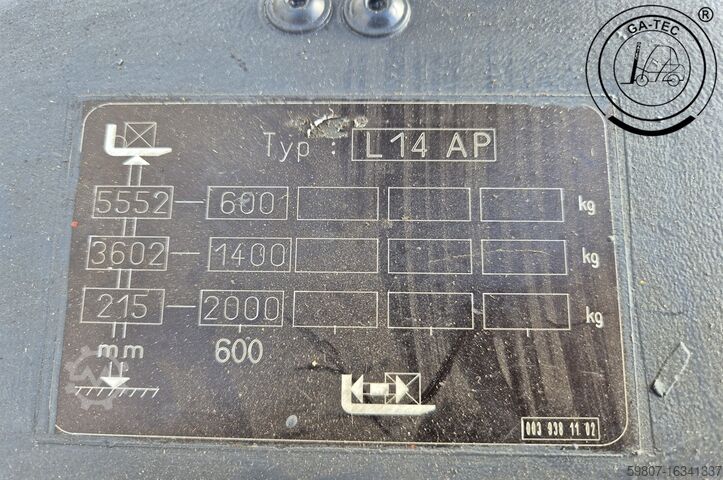 GA-TEC ®
Typ : L 14 AP
5552 600 kg
3602 1400 kg
215 2000 kg
mm 600
003 930 11 02
59807-16341337